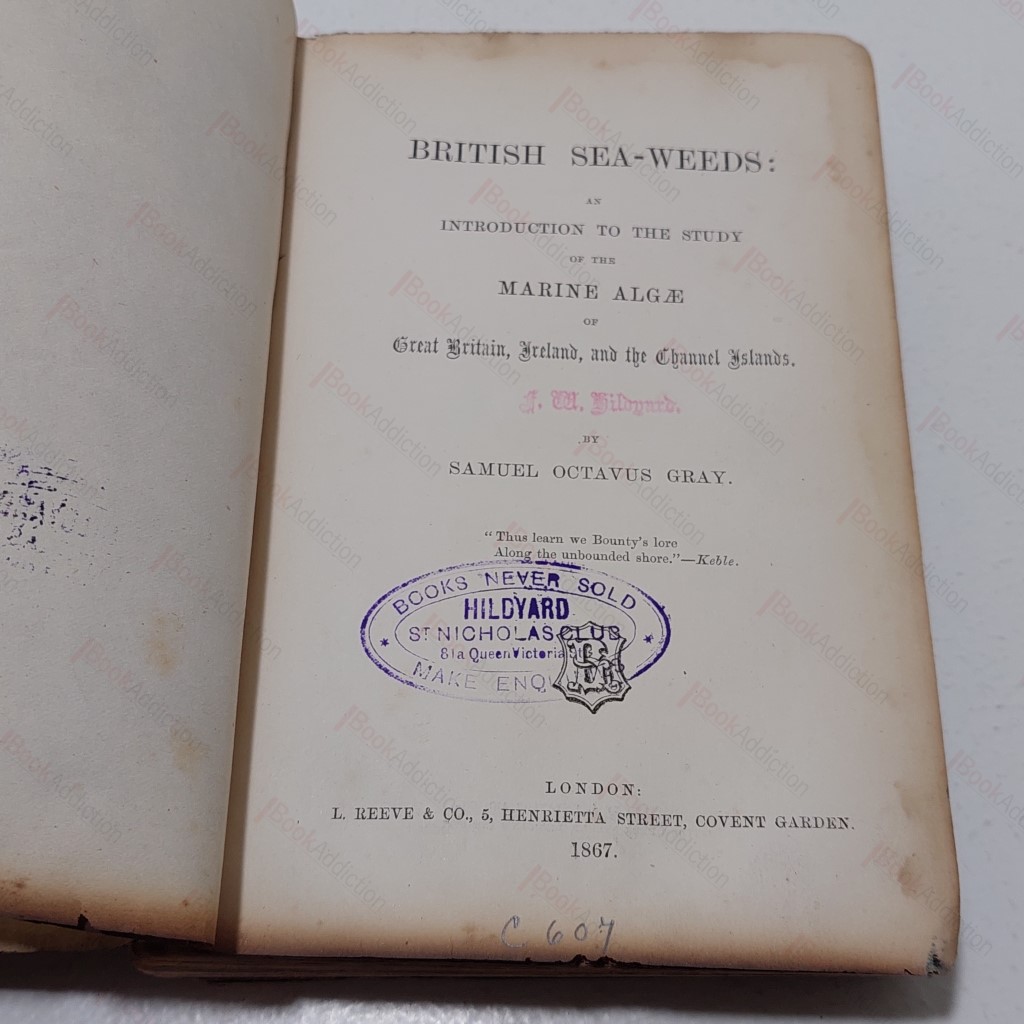 BRITISH SEA-WEEDS:
AN
INTRODUCTION TO THE STUDY
OF THE
MARINE ALGÆ
OF
Great Britain, Ireland, and the Channel Islands.
F. W. Hildyard.
BY
SAMUEL OCTAVUS GRAY.
“Thus learn we Bounty's lore
Along the unbounded shore.”—Keble.
BOOKS NEVER SOLD
HILDYARD
ST NICHOLAS CLUB
81a Queen Victoria St
MAKE
LONDON:
L. REEVE & CO., 5, HENRIETTA STREET, COVENT GARDEN.
1867.
C 607
BookAddiction